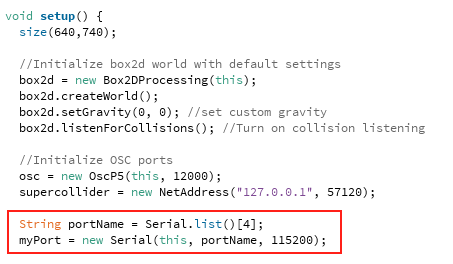 void setup() {
  size(640,740);

  //Initialize box2d world with default settings
  box2d = new Box2DProcessing(this);
  box2d.createWorld();
  box2d.setGravity(0, 0); //set custom gravity
  box2d.listenForCollisions(); //Turn on collision listening

  //Initialize OSC ports
  osc = new OscP5(this, 12000);
  supercollider = new NetAddress("127.0.0.1", 57120);

  String portName = Serial.list()[4];
  myPort = new Serial(this, portName, 115200);